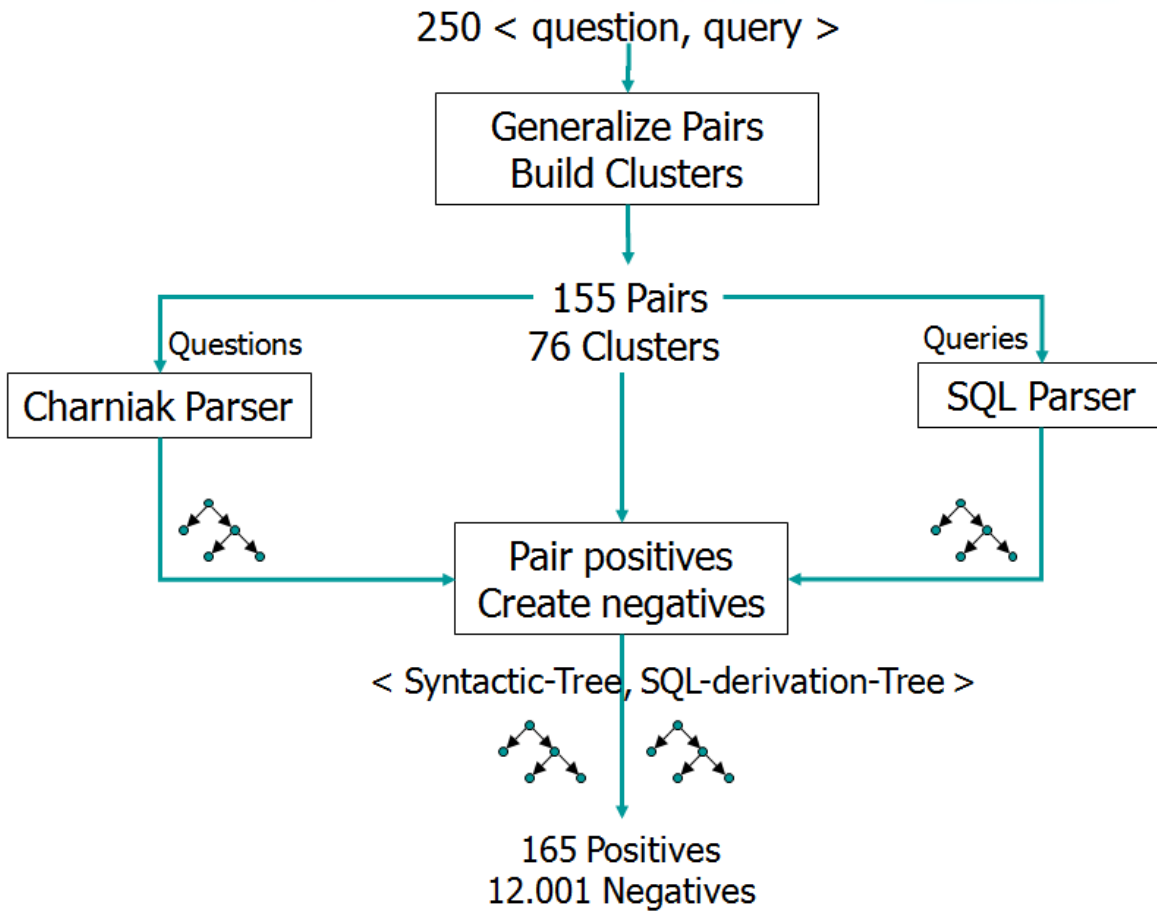 250 < question, query >
Generalize Pairs
Build Clusters
155 Pairs
76 Clusters
Questions
Queries
Charniak Parser
SQL Parser
Pair positives
Create negatives
< Syntactic-Tree, SQL-derivation-Tree >
165 Positives
12.001 Negatives